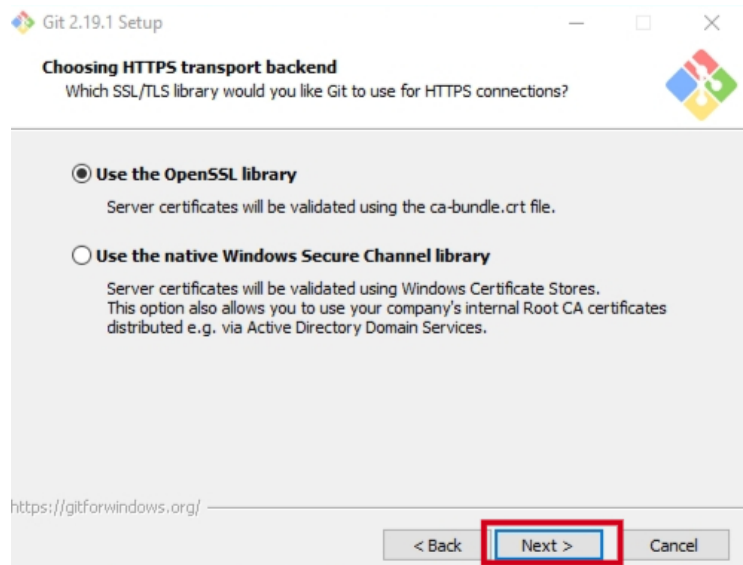 Git 2.19.1 Setup
Choosing HTTPS transport backend
Which SSL/TLS library would you like Git to use for HTTPS connections?
Use the OpenSSL library
Server certificates will be validated using the ca-bundle.crt file.
Use the native Windows Secure Channel library
Server certificates will be validated using Windows Certificate Stores.
This option also allows you to use your company's internal Root CA certificates
distributed e.g. via Active Directory Domain Services.
https://gitforwindows.org/
< Back Next > Cancel